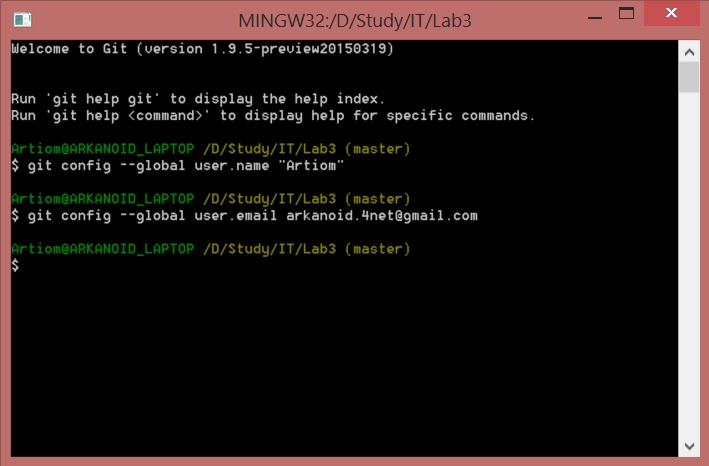 MINGW32:/D/Study/IT/Lab3
Welcome to Git (version 1.9.5-preview20150319)
Run 'git help git' to display the help index.
Run 'git help <command>' to display help for specific commands.
Artiom@ARKANOID_LAPTOP /D/Study/IT/Lab3 (master)
$ git config --global user.name "Artiom"
Artiom@ARKANOID_LAPTOP /D/Study/IT/Lab3 (master)
$ git config --global user.email arkanoid.4net@gmail.com
Artiom@ARKANOID_LAPTOP /D/Study/IT/Lab3 (master)
$